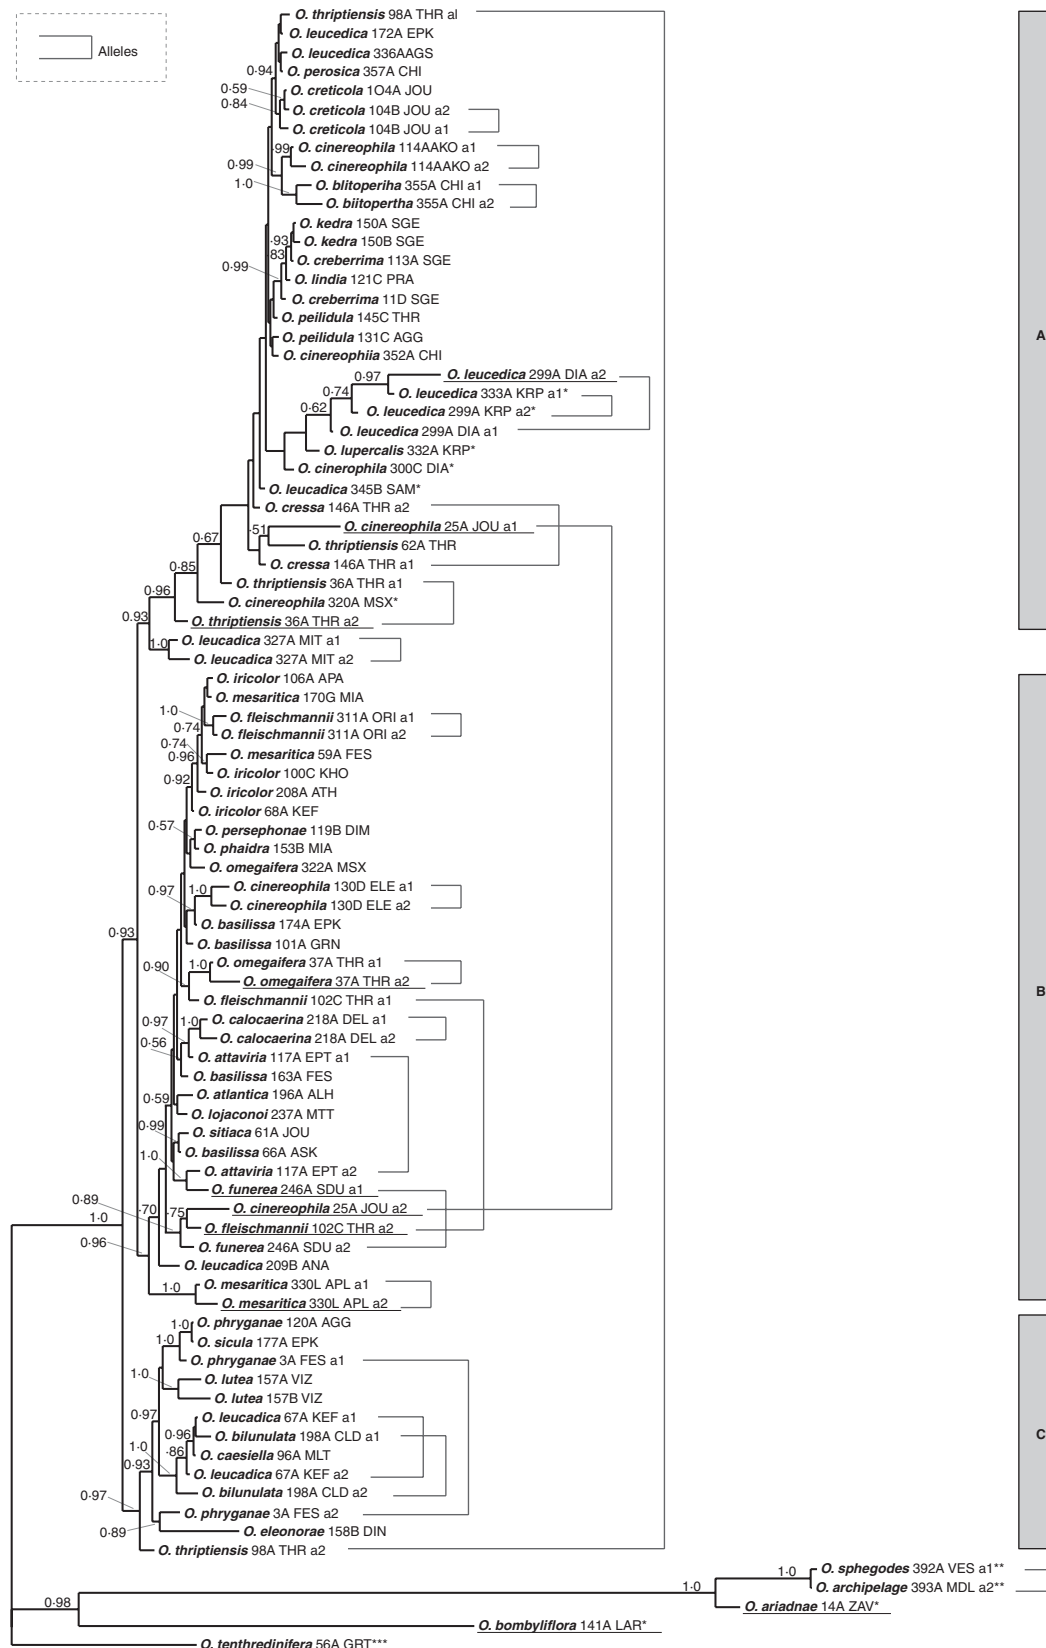 Alleles
O. thriptiensis 98A THR al
O. leucedica 172A EPK
O. leucedica 336AAGS
0·94
O. perosica 357A CHI
0·59
O. creticola 1O4A JOU
0·84
O. creticola 104B JOU a2
O. creticola 104B JOU a1
·99
O. cinereophila 114AAKO a1
0·99
O. cinereophila 114AAKO a2
1·0
O. blitoperiha 355A CHI a1
O. biitopertha 355A CHI a2
O. kedra 150A SGE
·93
O. kedra 150B SGE
·83
O. creberrima 113A SGE
0·99
O. lindia 121C PRA
O. creberrima 11D SGE
O. peilidula 145C THR
O. peilidula 131C AGG
O. cinereophiia 352A CHI
A
0·97
O. leucedica 299A DIA a2
0·74
O. leucedica 333A KRP a1*
0·62
O. leucedica 299A KRP a2*
O. leucedica 299A DIA a1
O. lupercalis 332A KRP*
O. cinerophila 300C DIA*
O. leucadica 345B SAM*
O. cressa 146A THR a2
·51
O. cinereophila 25A JOU a1
0·67
O. thriptiensis 62A THR
O. cressa 146A THR a1
0·85
O. thriptiensis 36A THR a1
0·96
O. cinereophila 320A MSX*
0.93
O. thriptiensis 36A THR a2
1·0
O. leucadica 327A MIT a1
O. leucadica 327A MIT a2
O. iricolor 106A APA
O. mesaritica 170G MIA
1·0
O. fleischmannii 311A ORI a1
0·74
O. fleischmannii 311A ORI a2
0·74
0·96
O. mesaritica 59A FES
0·92
O. iricolor 100C KHO
O. iricolor 208A ATH
O. iricolor 68A KEF
0·57
O. persephonae 119B DIM
O. phaidra 153B MIA
O. omegaifera 322A MSX
0·97
1·0
O. cinereophila 130D ELE a1
O. cinereophila 130D ELE a2
O. basilissa 174A EPK
0·93
O. basilissa 101A GRN
0·90
1·0
O. omegaifera 37A THR a1
O. omegaifera 37A THR a2
B
O. fleischmannii 102C THR a1
0·97
1·0
O. calocaerina 218A DEL a1
0·56
O. calocaerina 218A DEL a2
O. attaviria 117A EPT a1
O. basilissa 163A FES
0·59
O. atlantica 196A ALH
O. lojaconoi 237A MTT
0·99
O. sitiaca 61A JOU
1·0
O. basilissa 66A ASK
O. attaviria 117A EPT a2
0·89
O. funerea 246A SDU a1
1·0
·70
·75
O. cinereophila 25A JOU a2
O. fleischmannii 102C THR a2
0·96
O. funerea 246A SDU a2
O. leucadica 209B ANA
1·0
O. mesaritica 330L APL a1
O. mesaritica 330L APL a2
1·0
O. phryganae 120A AGG
1·0
O. sicula 177A EPK
O. phryganae 3A FES a1
1·0
O. lutea 157A VIZ
O. lutea 157B VIZ
0·97
O. leucadica 67A KEF a1
0·96
O. bilunulata 198A CLD a1
C
1·0
·86
O. caesiella 96A MLT
0·93
O. leucadica 67A KEF a2
0·97
O. bilunulata 198A CLD a2
O. phryganae 3A FES a2
0·89
O. eleonorae 158B DIN
O. thriptiensis 98A THR a2
1·0
O. sphegodes 392A VES a1**
1·0
O. archipelage 393A MDL a2**
0·98
O. ariadnae 14A ZAV*
O. bombyliflora 141A LAR*
O. tenthredinifera 56A GRT***